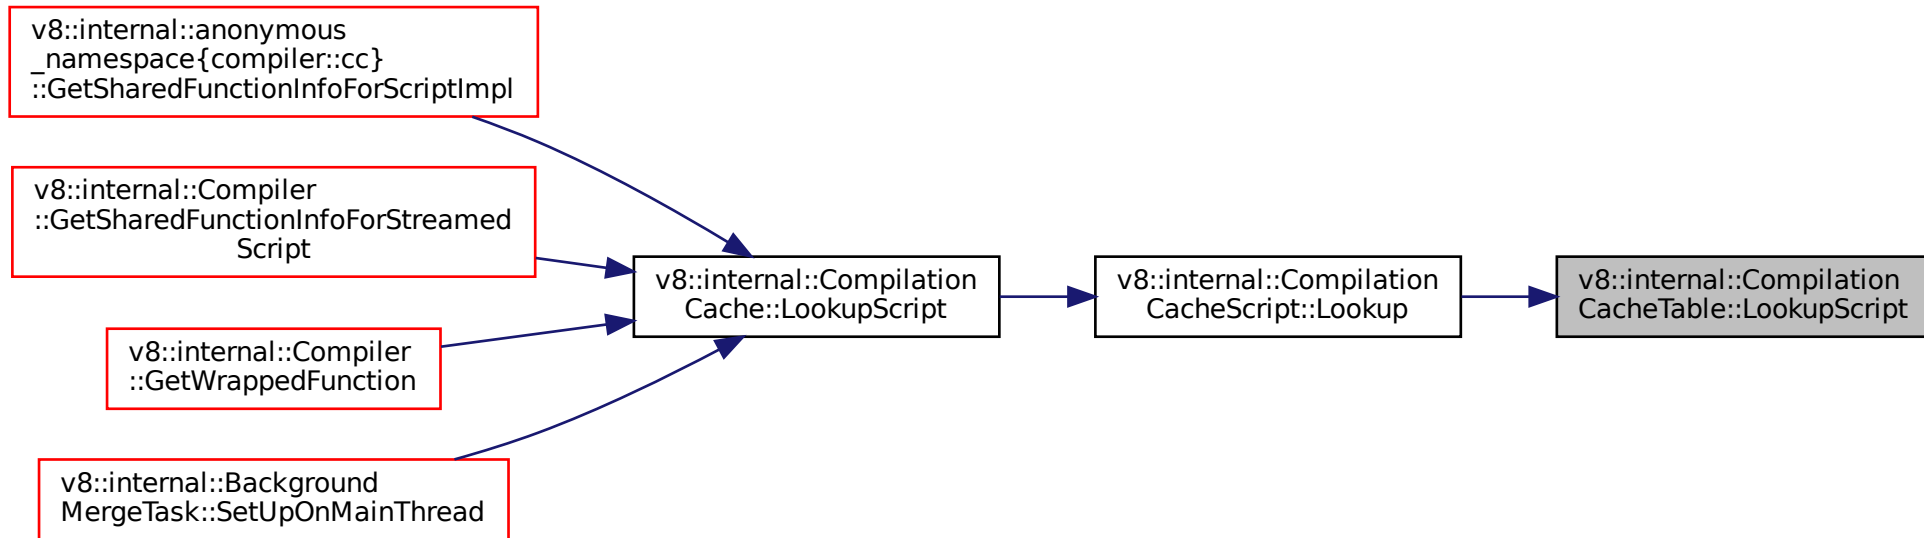 v8::internal::anonymous
_namespace{compiler::cc}
::GetSharedFunctionInfoForScriptImpl
v8::internal::Compiler
::GetSharedFunctionInfoForStreamed
Script
v8::internal::Compiler
::GetWrappedFunction
v8::internal::Background
MergeTask::SetUpOnMainThread
v8::internal::Compilation
Cache::LookupScript
v8::internal::Compilation
CacheScript::Lookup
v8::internal::Compilation
CacheTable::LookupScript